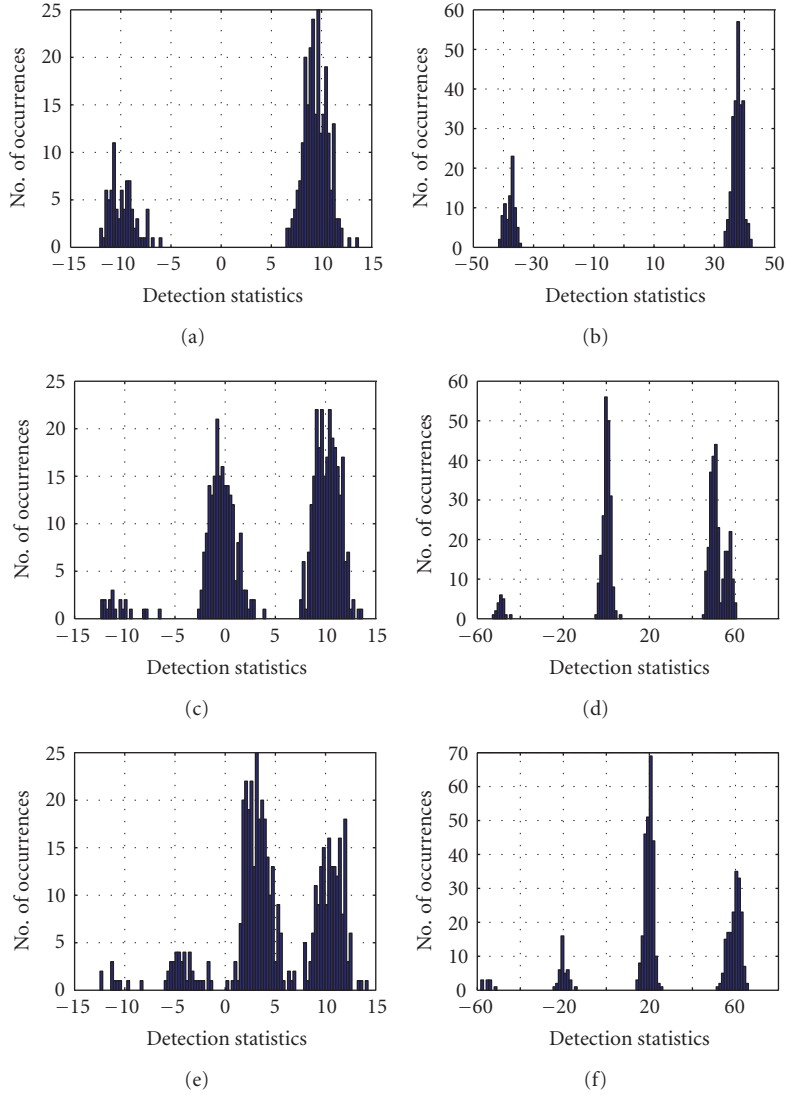 25
20
15
10
5
0
No. of occurrences
−15 −10 −5 0 5 10 15
Detection statistics
(a)
60
50
40
30
20
10
0
No. of occurrences
−50 −30 −10 10 30 50
Detection statistics
(b)
25
20
15
10
5
0
No. of occurrences
−15 −10 −5 0 5 10 15
Detection statistics
(c)
60
50
40
30
20
10
0
No. of occurrences
−60 −20 20 60
Detection statistics
(d)
25
20
15
10
5
0
No. of occurrences
−15 −10 −5 0 5 10 15
Detection statistics
(e)
70
60
50
40
30
20
10
0
No. of occurrences
−60 −20 20 60
Detection statistics
(f)